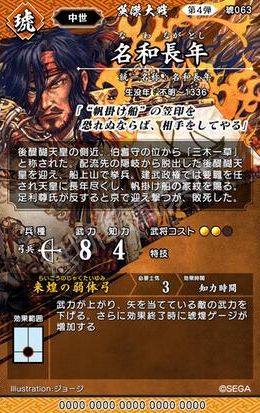 琥
中世
英傑大戦
第4弾
琥063
なわ ながとし
名和長年
統一名称:名和長年
生没年:不明~1336
「“帆掛け船”の笠印を
恐れぬならば、相手をしてやる」
後醍醐天皇の側近。伯耆守の位から「三木一草」
と称された。配流先の隠岐から脱出した後醍醐天
皇を迎え、船上山で挙兵。建武政権では要職を任
され天皇に長年尽くし、帆掛け船の家紋を賜る。
足利尊氏が反すると京で迎え撃つが、敗死した。
兵種 武力 知力 武将コスト
弓兵 8 4 特技
らいこうのじゃくたいゆみ
来煌の弱体弓
必要士気
3
効果時間
知力時間
効果範囲
武力が上がり、矢を当てている敵の武力を
下げる。さらに効果終了時に琥煌ゲージが
増加する
Illustration:ジョージ
©SEGA
0000 0000 0000 0000 0000